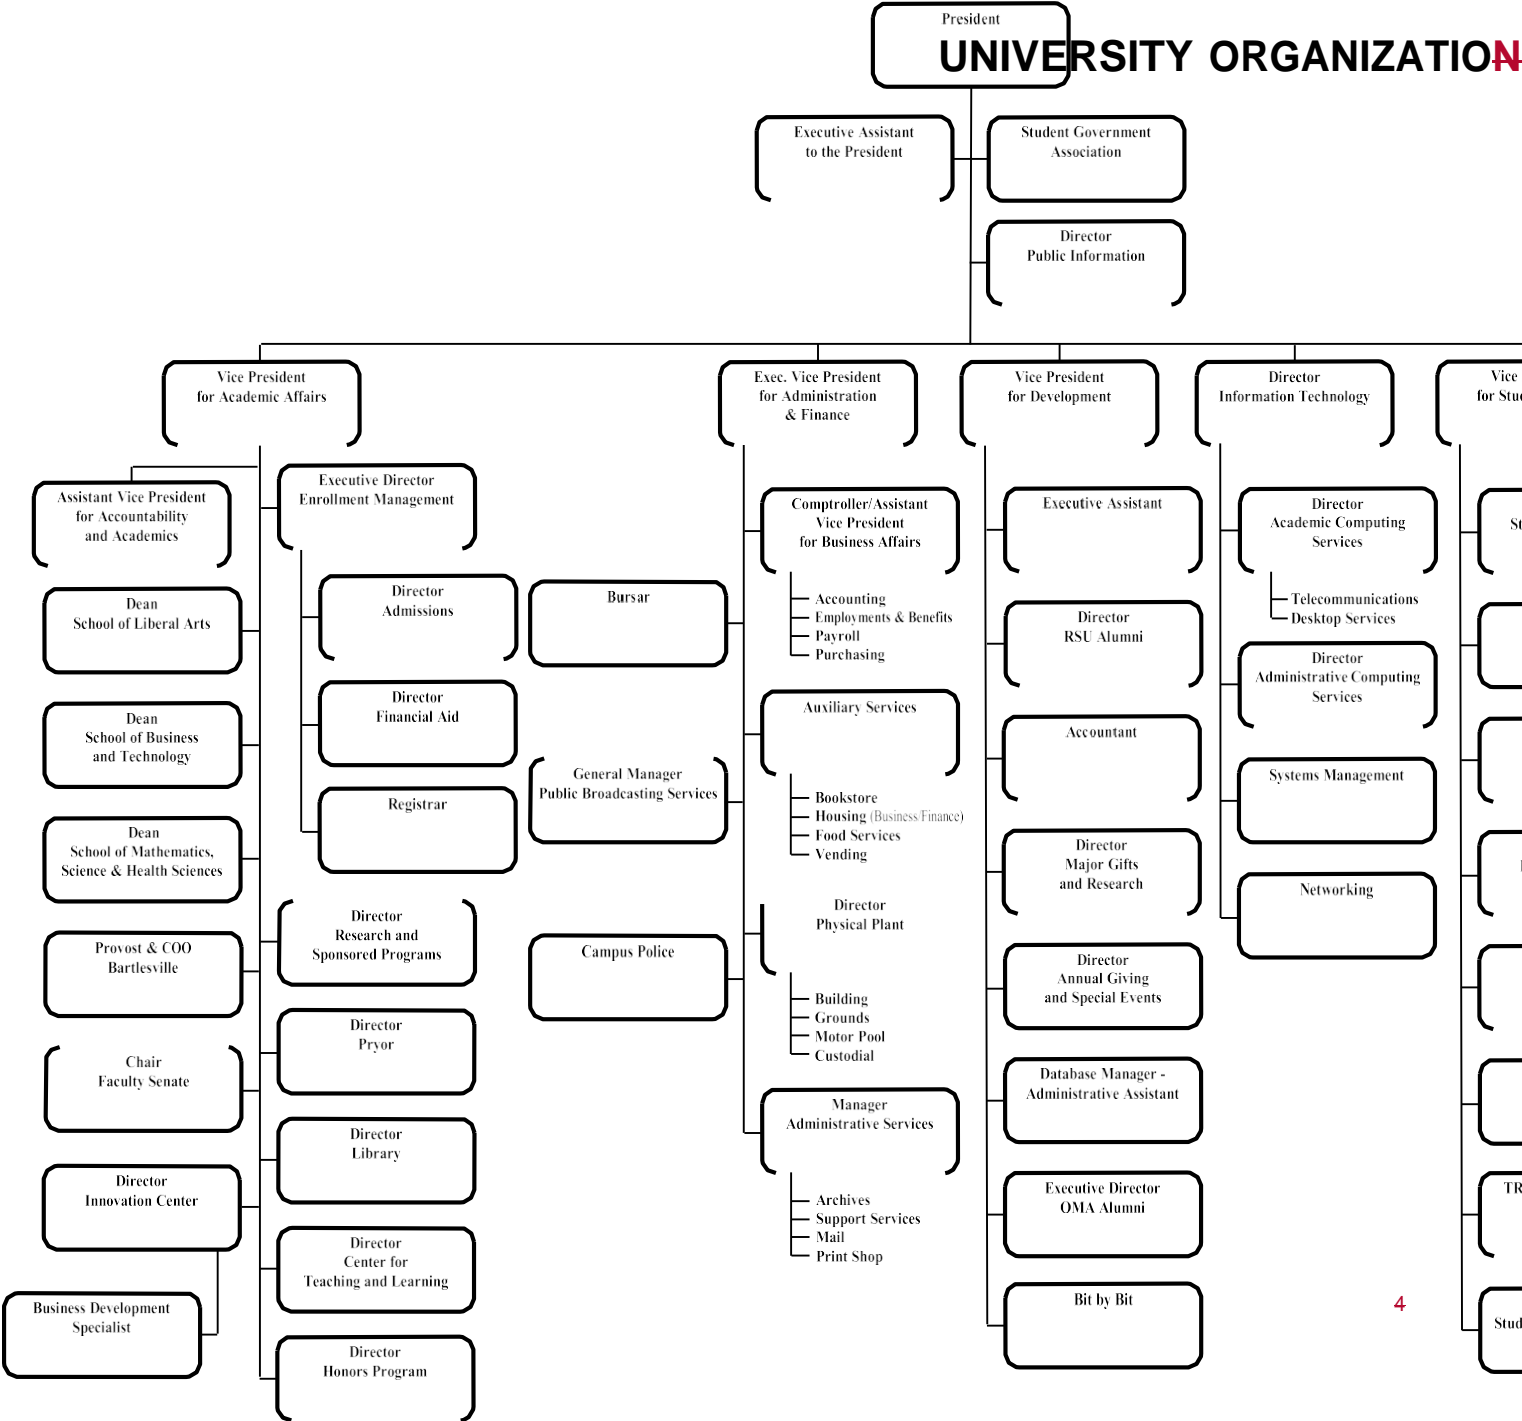 President
UNIVERSITY ORGANIZATION
Executive Assistant
to the President
Student Government
Association
Director
Public Information
Vice President
for Academic Affairs
Exec. Vice President
for Administration
& Finance
Vice President
for Development
Director
Information Technology
Vice
for Stud
Assistant Vice President
for Accountability
and Academics
Executive Director
Enrollment Management
Director
Admissions
Director
Financial Aid
Registrar
Dean
School of Liberal Arts
Dean
School of Business
and Technology
Dean
School of Mathematics,
Science & Health Sciences
Provost & COO
Bartlesville
Chair
Faculty Senate
Director
Innovation Center
Business Development
Specialist
Director
Research and
Sponsored Programs
Director
Pryor
Director
Library
Director
Center for
Teaching and Learning
Director
Honors Program
Bursar
General Manager
Public Broadcasting Services
Campus Police
Comptroller/Assistant
Vice President
for Business Affairs
Accounting
Employments & Benefits
Payroll
Purchasing
Auxiliary Services
Bookstore
Housing (Business/Finance)
Food Services
Vending
Director
Physical Plant
Building
Grounds
Motor Pool
Custodial
Manager
Administrative Services
Archives
Support Services
Mail
Print Shop
Executive Assistant
Director
RSU Alumni
Accountant
Director
Major Gifts
and Research
Director
Annual Giving
and Special Events
Database Manager -
Administrative Assistant
Executive Director
OMA Alumni
Bit by Bit
Director
Academic Computing
Services
Telecommunications
Desktop Services
Director
Administrative Computing
Services
Systems Management
Networking
St
TR
Stud
4